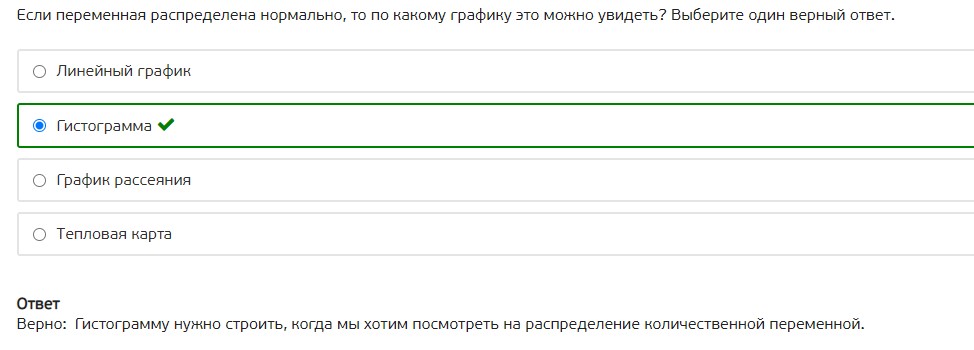 Если переменная распределена нормально, то по какому графику это можно увидеть? Выберите один верный ответ.
Линейный график
Гистограмма
График рассеяния
Тепловая карта
Ответ
Верно: Гистограмму нужно строить, когда мы хотим посмотреть на распределение количественной переменной.